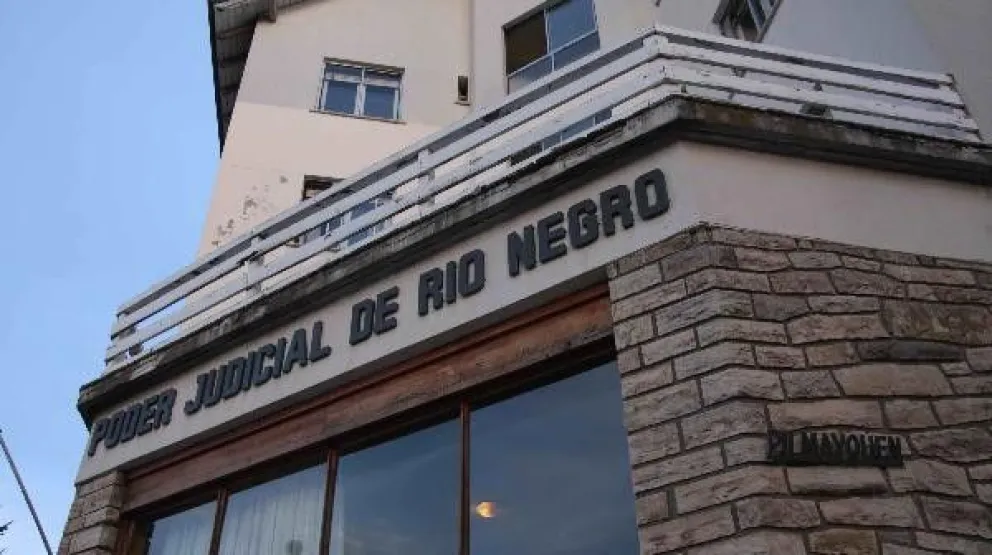 PODER JUDICIAL DE RIO NEGRO
PILMAYQUEN